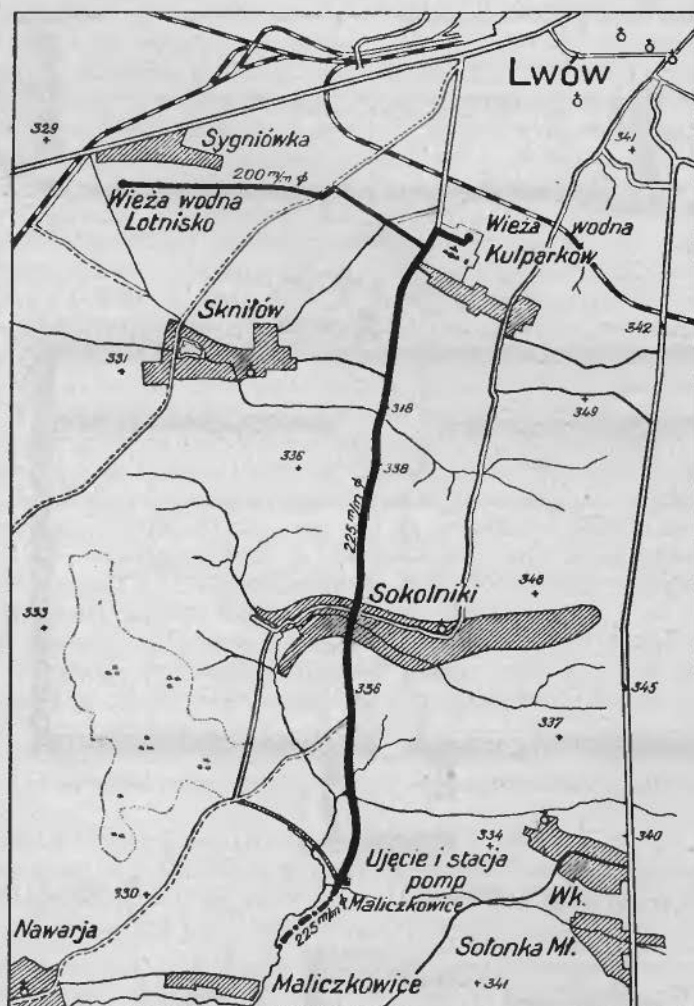 Lwów
329
Sygniówka
341
200 m/m φ
Wieża wodna
Lotnisko
Wieża wodna
Kulparków
Skniłów
342
331
349
318
336
338
225 m/m φ
Sokolniki
348
333
336
345
337
334
340
Ujęcie i stacja
pomp
Maliczkowice
330
Wk.
225 m/m φ
Nawarja
Sołonka Mł.
Maliczkowice
341